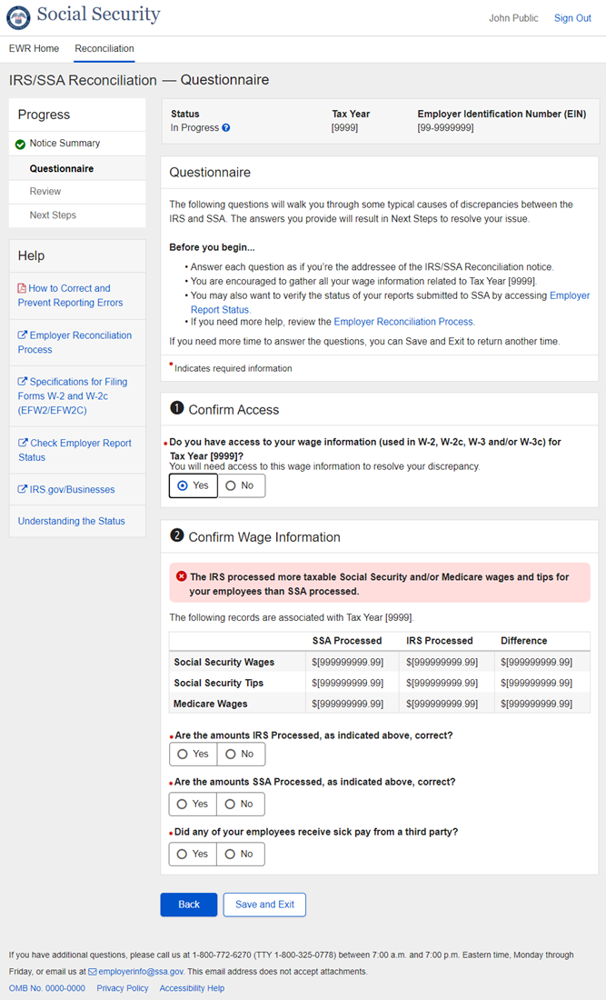 Social Security
John Public
Sign Out
EWR Home
Reconciliation
IRS/SSA Reconciliation — Questionnaire
Progress
Notice Summary
Questionnaire
Review
Next Steps
Help
How to Correct and
Prevent Reporting Errors
Employer Reconciliation
Process
Specifications for Filing
Forms W-2 and W-2c
(EFW2/EFW2C)
Check Employer Report
Status
IRS.gov/Businesses
Understanding the Status
Status
In Progress
Tax Year
[9999]
Employer Identification Number (EIN)
[99-9999999]
Questionnaire
The following questions will walk you through some typical causes of discrepancies between the
IRS and SSA. The answers you provide will result in Next Steps to resolve your issue.
Before you begin...
• Answer each question as if you're the addressee of the IRS/SSA Reconciliation notice.
• You are encouraged to gather all your wage information related to Tax Year [9999].
• You may also want to verify the status of your reports submitted to SSA by accessing Employer
Report Status.
• If you need more help, review the Employer Reconciliation Process.
If you need more time to answer the questions, you can Save and Exit to return another time.
* Indicates required information
1 Confirm Access
* Do you have access to your wage information (used in W-2, W-2c, W-3 and/or W-3c) for
Tax Year [9999]?
You will need access to this wage information to resolve your discrepancy.
Yes No
2 Confirm Wage Information
The IRS processed more taxable Social Security and/or Medicare wages and tips for
your employees than SSA processed.
The following records are associated with Tax Year [9999].
SSA Processed IRS Processed Difference
Social Security Wages $[999999999.99] $[999999999.99] $[999999999.99]
Social Security Tips $[999999999.99] $[999999999.99] $[999999999.99]
Medicare Wages $[999999999.99] $[999999999.99] $[999999999.99]
* Are the amounts IRS Processed, as indicated above, correct?
Yes No
* Are the amounts SSA Processed, as indicated above, correct?
Yes No
* Did any of your employees receive sick pay from a third party?
Yes No
Back
Save and Exit
If you have additional questions, please call us at 1-800-772-6270 (TTY 1-800-325-0778) between 7:00 a.m. and 7:00 p.m. Eastern time, Monday through
Friday, or email us at employerinfo@ssa.gov. This email address does not accept attachments.
OMB No. 0000-0000 Privacy Policy Accessibility Help